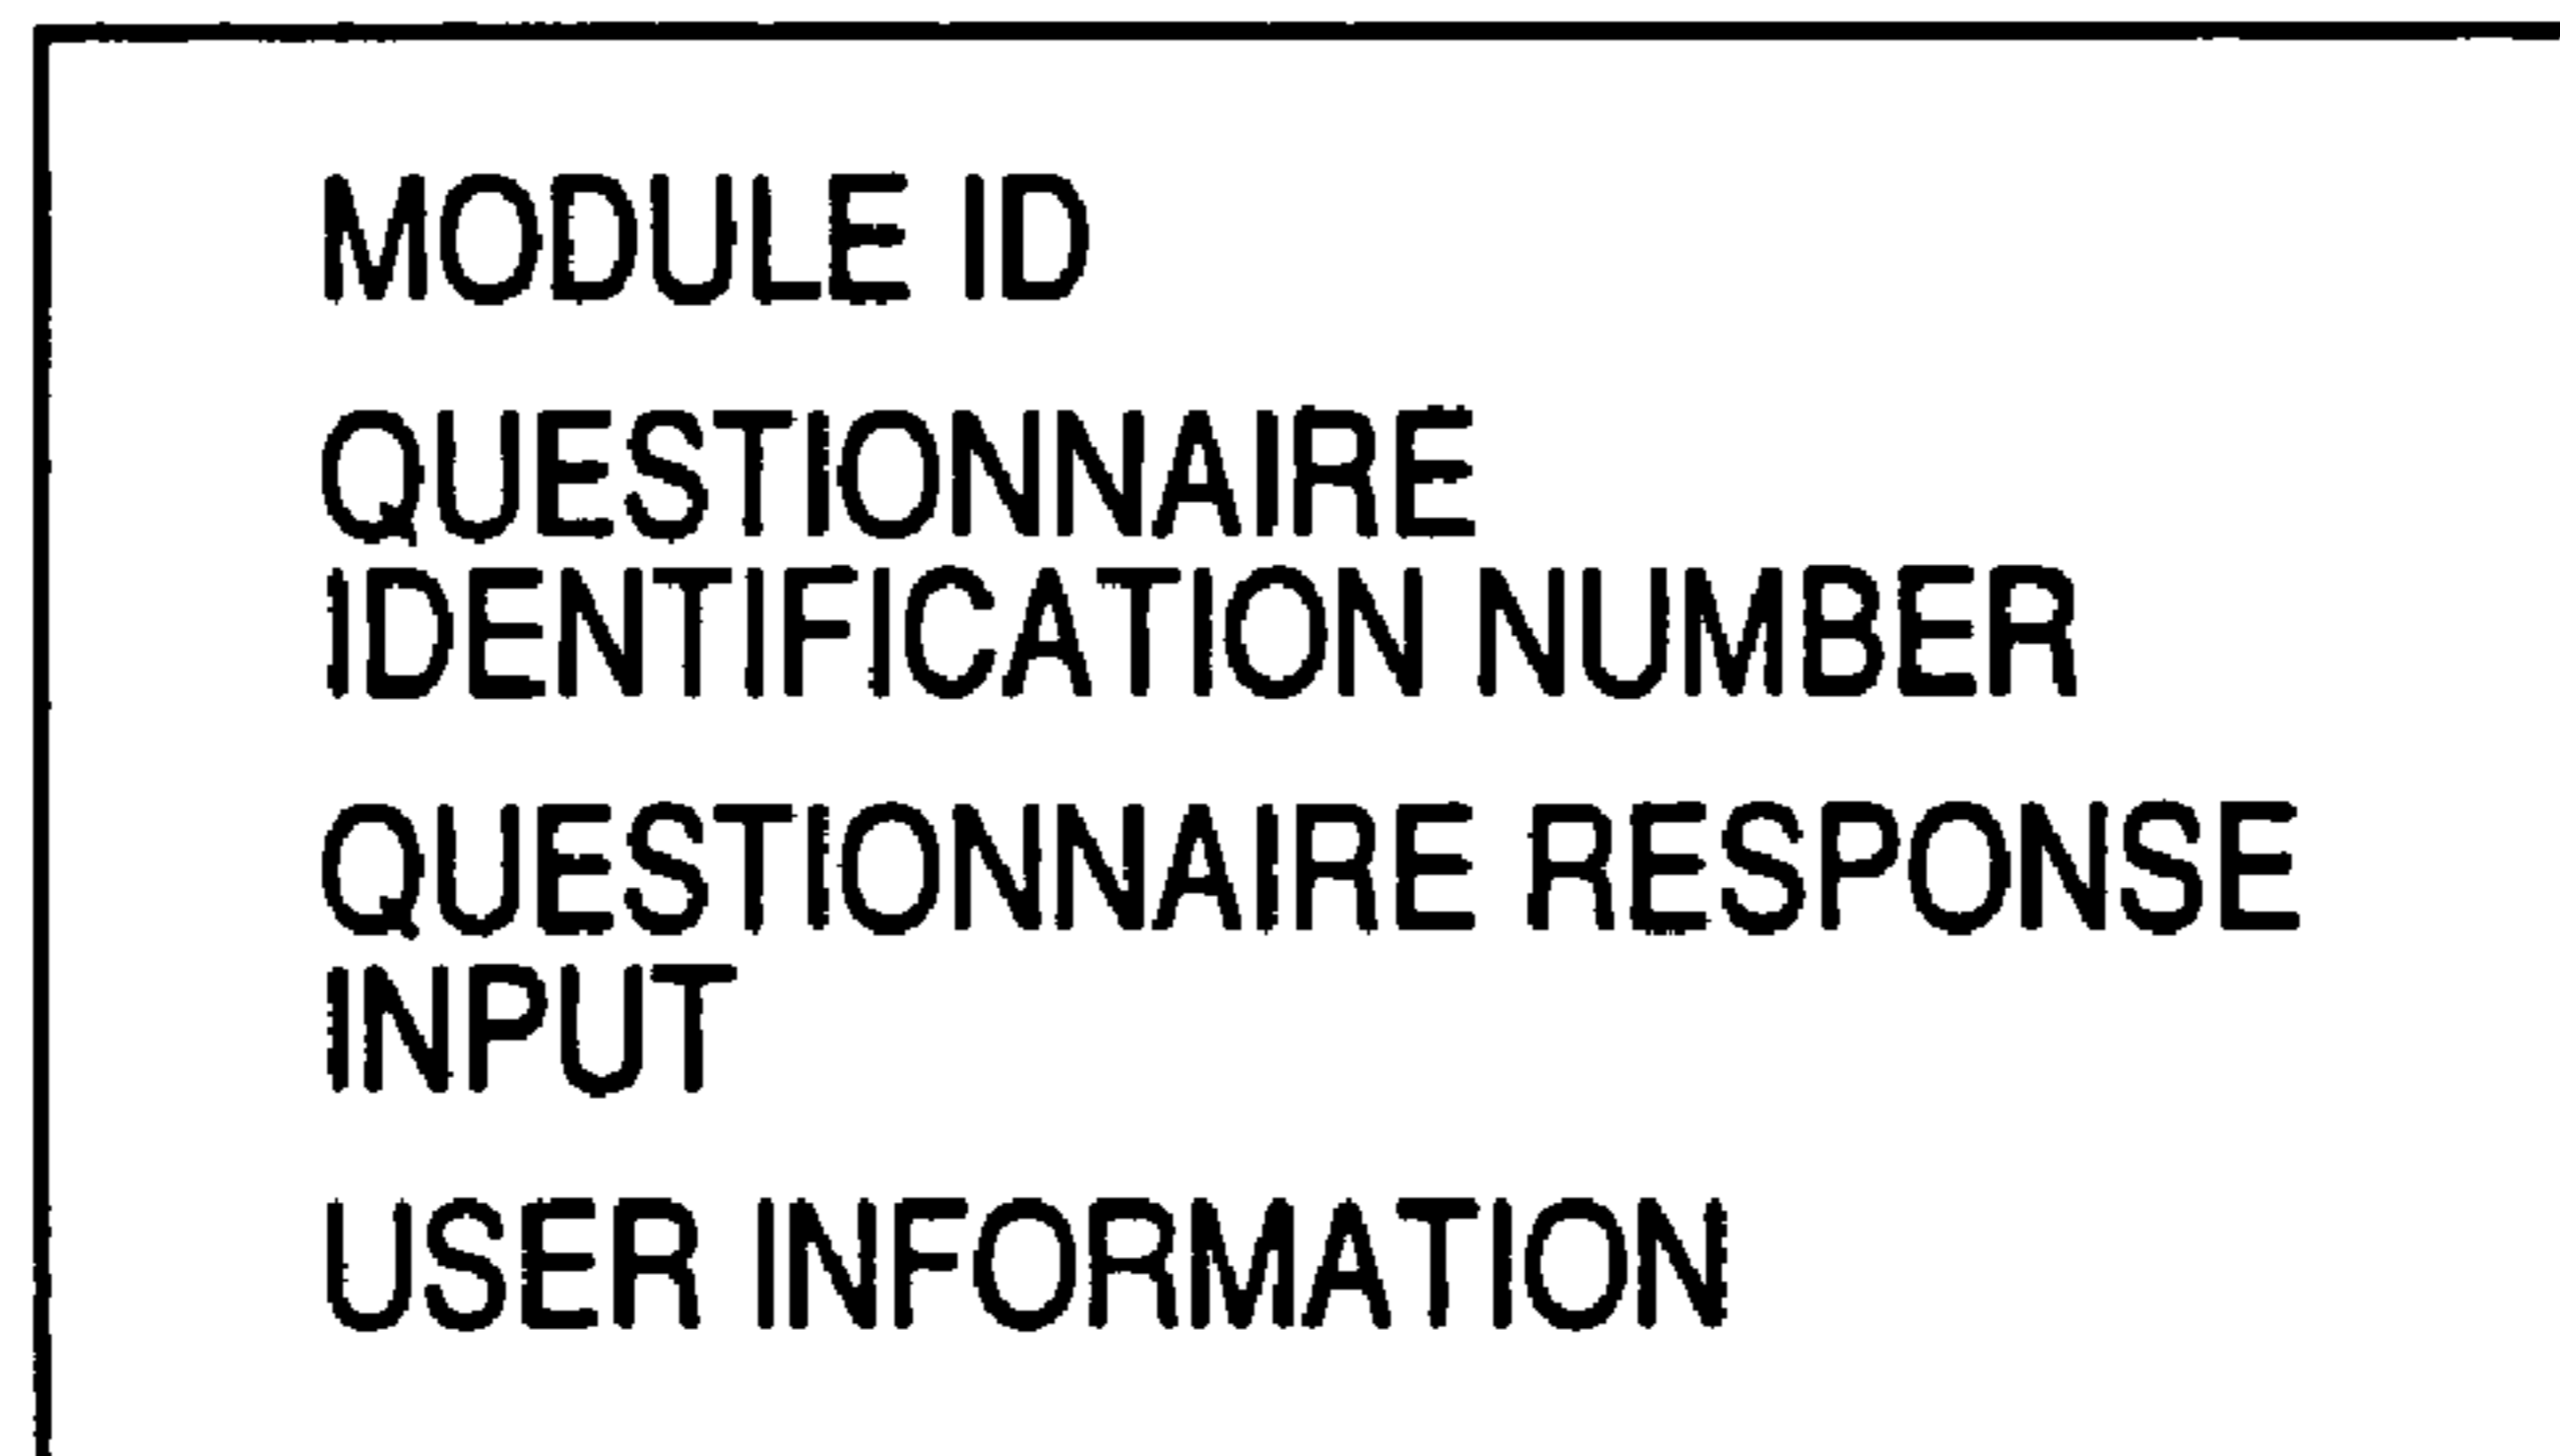 MODULE ID
QUESTIONNAIRE
IDENTIFICATION NUMBER
QUESTIONNAIRE RESPONSE
INPUT
USER INFORMATION